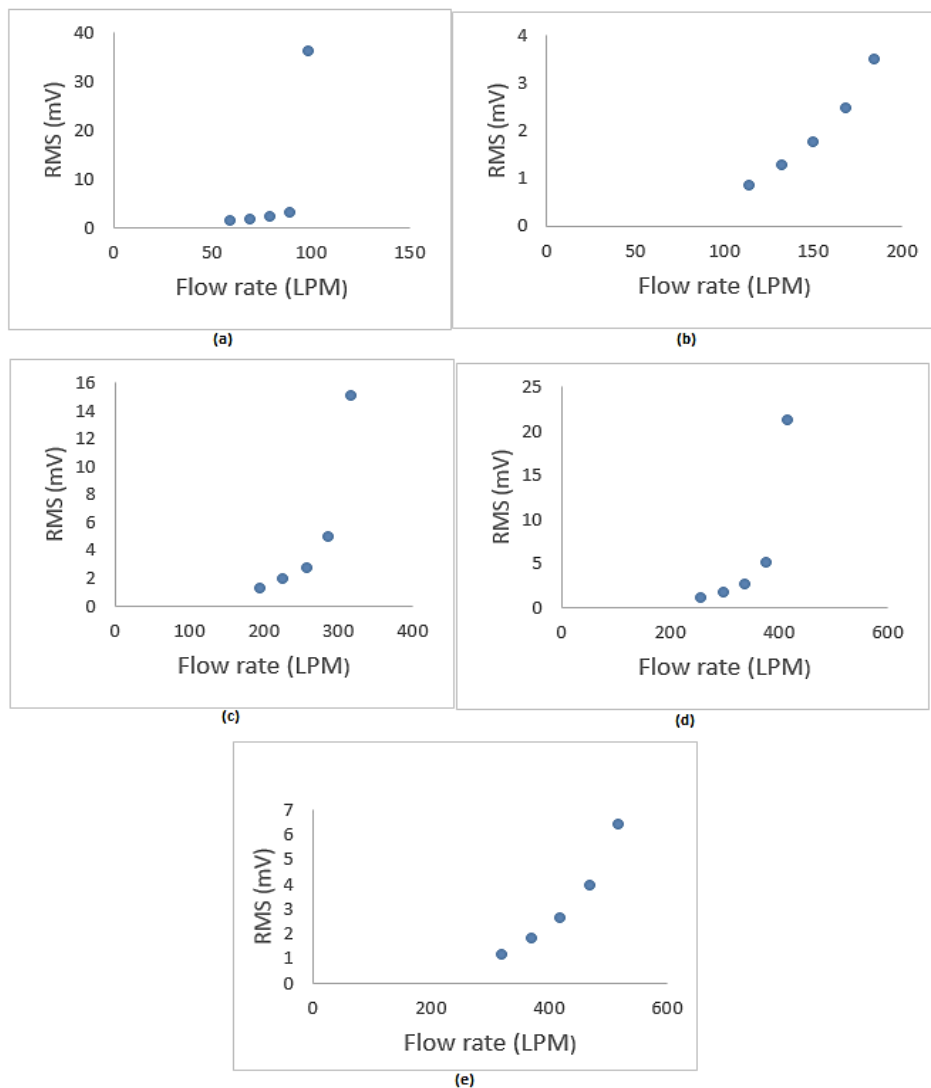 40
30
20
10
0
RMS (mV)
0 50 100 150
Flow rate (LPM)
(a)
4
3
2
1
0
RMS (mV)
0 50 100 150 200
Flow rate (LPM)
(b)
16
14
12
10
8
6
4
2
0
RMS (mV)
0 100 200 300 400
Flow rate (LPM)
(c)
25
20
15
10
5
0
RMS (mV)
0 200 400 600
Flow rate (LPM)
(d)
7
6
5
4
3
2
1
0
RMS (mV)
0 200 400 600
Flow rate (LPM)
(e)